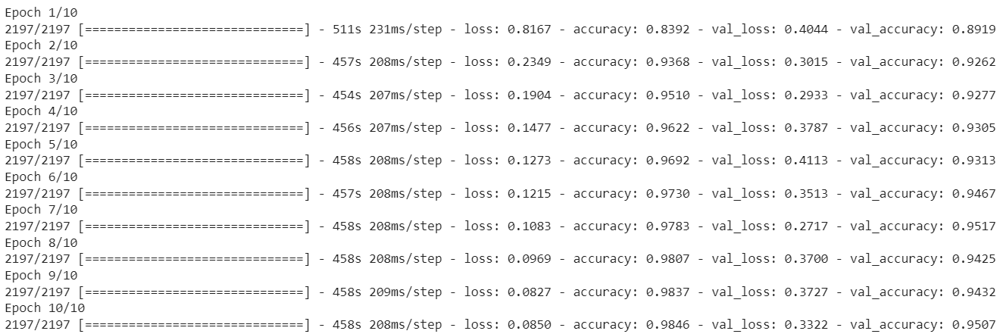 Epoch 1/10
2197/2197 [==============================] - 511s 231ms/step - loss: 0.8167 - accuracy: 0.8392 - val_loss: 0.4044 - val_accuracy: 0.8919
Epoch 2/10
2197/2197 [==============================] - 457s 208ms/step - loss: 0.2349 - accuracy: 0.9368 - val_loss: 0.3015 - val_accuracy: 0.9262
Epoch 3/10
2197/2197 [==============================] - 454s 207ms/step - loss: 0.1904 - accuracy: 0.9510 - val_loss: 0.2933 - val_accuracy: 0.9277
Epoch 4/10
2197/2197 [==============================] - 456s 207ms/step - loss: 0.1477 - accuracy: 0.9622 - val_loss: 0.3787 - val_accuracy: 0.9305
Epoch 5/10
2197/2197 [==============================] - 458s 208ms/step - loss: 0.1273 - accuracy: 0.9692 - val_loss: 0.4113 - val_accuracy: 0.9313
Epoch 6/10
2197/2197 [==============================] - 457s 208ms/step - loss: 0.1215 - accuracy: 0.9730 - val_loss: 0.3513 - val_accuracy: 0.9467
Epoch 7/10
2197/2197 [==============================] - 458s 208ms/step - loss: 0.1083 - accuracy: 0.9783 - val_loss: 0.2717 - val_accuracy: 0.9517
Epoch 8/10
2197/2197 [==============================] - 458s 208ms/step - loss: 0.0969 - accuracy: 0.9807 - val_loss: 0.3700 - val_accuracy: 0.9425
Epoch 9/10
2197/2197 [==============================] - 458s 209ms/step - loss: 0.0827 - accuracy: 0.9837 - val_loss: 0.3727 - val_accuracy: 0.9432
Epoch 10/10
2197/2197 [==============================] - 458s 208ms/step - loss: 0.0850 - accuracy: 0.9846 - val_loss: 0.3322 - val_accuracy: 0.9507